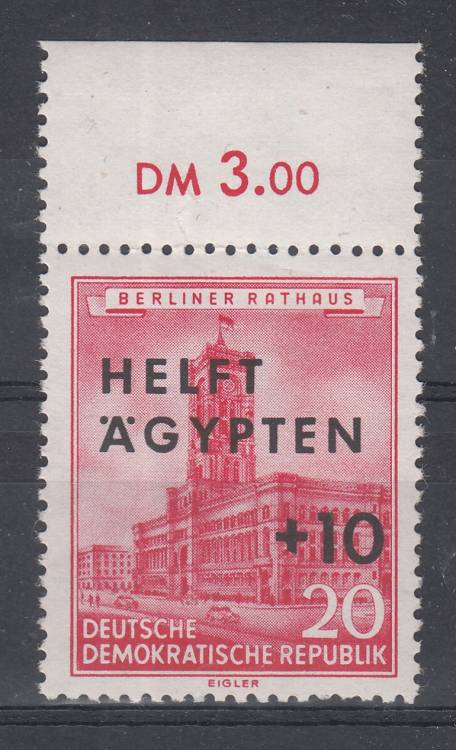 DM 3.00
BERLINER RATHAUS
HELFT
ÄGYPTEN
+10
20
DEUTSCHE
DEMOKRATISCHE REPUBLIK
EIGLER